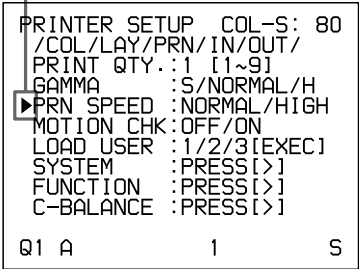 PRINTER SETUP COL-S: 80
/COL/LAY/PRN/IN/OUT/
PRINT QTY.:1 [1~9]
GAMMA :S/NORMAL/H
▶PRN SPEED :NORMAL/HIGH
MOTION CHK:OFF/ON
LOAD USER :1/2/3[EXEC]
SYSTEM :PRESS[>]
FUNCTION :PRESS[>]
C-BALANCE :PRESS[>]
Q1 A 1 S